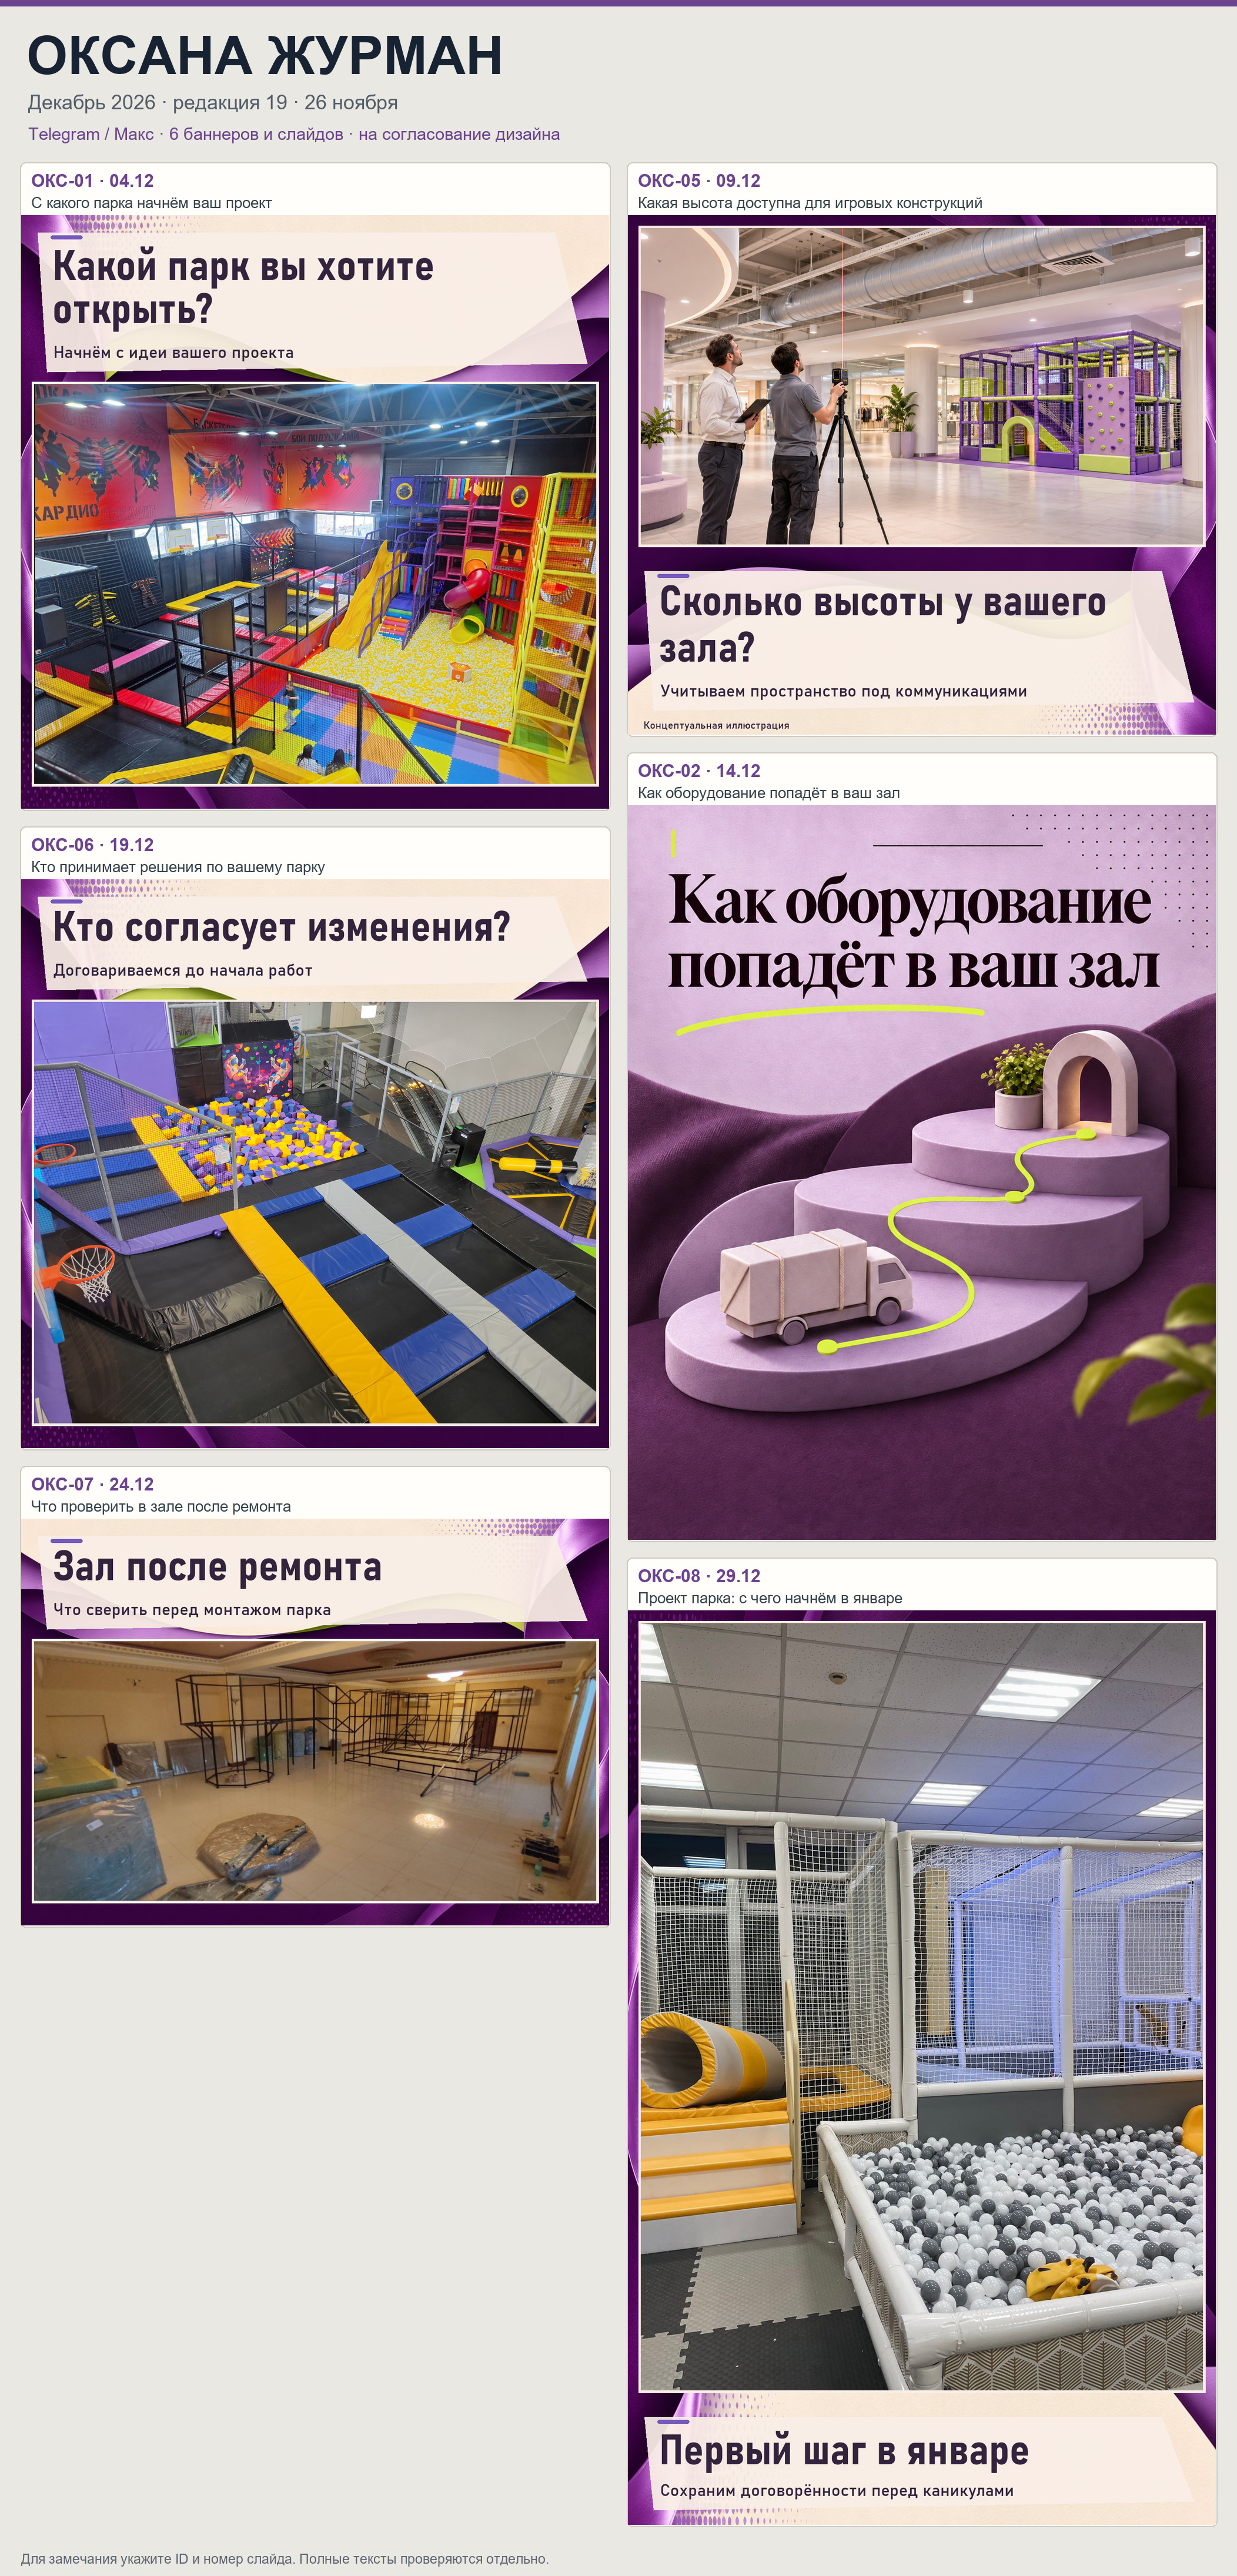 ОКСАНА ЖУРМАН
Декабрь 2026 · редакция 19 · 26 ноября
Telegram / Макс · 6 баннеров и слайдов · на согласование дизайна
ОКС-01 · 04.12
С какого парка начнём ваш проект
Какой парк вы хотите
открыть?
Начнём с идеи вашего проекта
КАРДИО
ОКС-05 · 09.12
Какая высота доступна для игровых конструкций
Сколько высоты у вашего
зала?
Учитываем пространство под коммуникациями
Концептуальная иллюстрация
ОКС-06 · 19.12
Кто принимает решения по вашему парку
Кто согласует изменения?
Договариваемся до начала работ
ОКС-02 · 14.12
Как оборудование попадёт в ваш зал
Как оборудование
попадёт в ваш зал
ОКС-07 · 24.12
Что проверить в зале после ремонта
Зал после ремонта
Что сверить перед монтажом парка
ОКС-08 · 29.12
Проект парка: с чего начнём в январе
Первый шаг в январе
Сохраним договорённости перед каникулами
Для замечания укажите ID и номер слайда. Полные тексты проверяются отдельно.